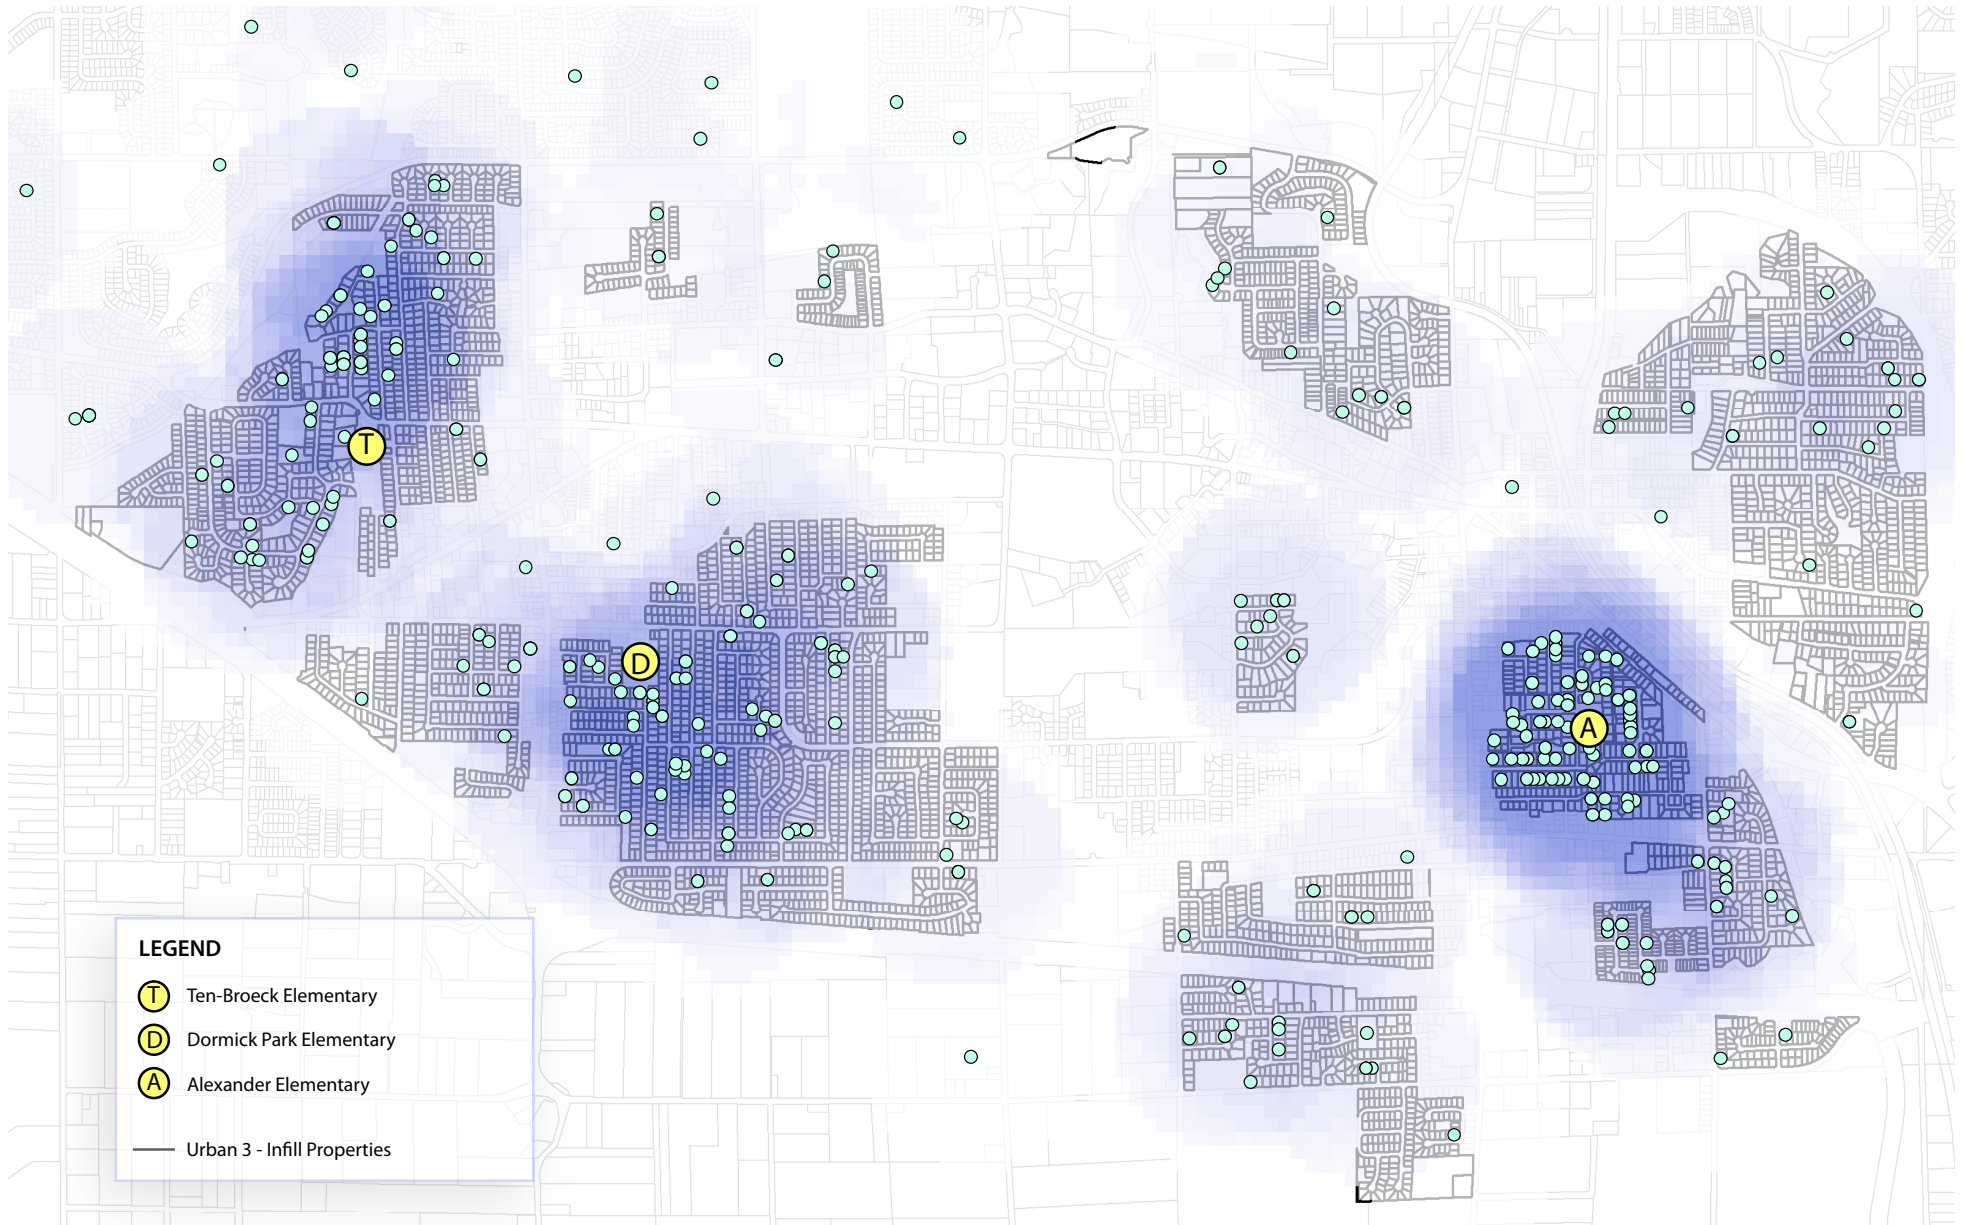 T
D
A
LEGEND
T Ten-Broeck Elementary
D Dormick Park Elementary
A Alexander Elementary
Urban 3 - Infill Properties